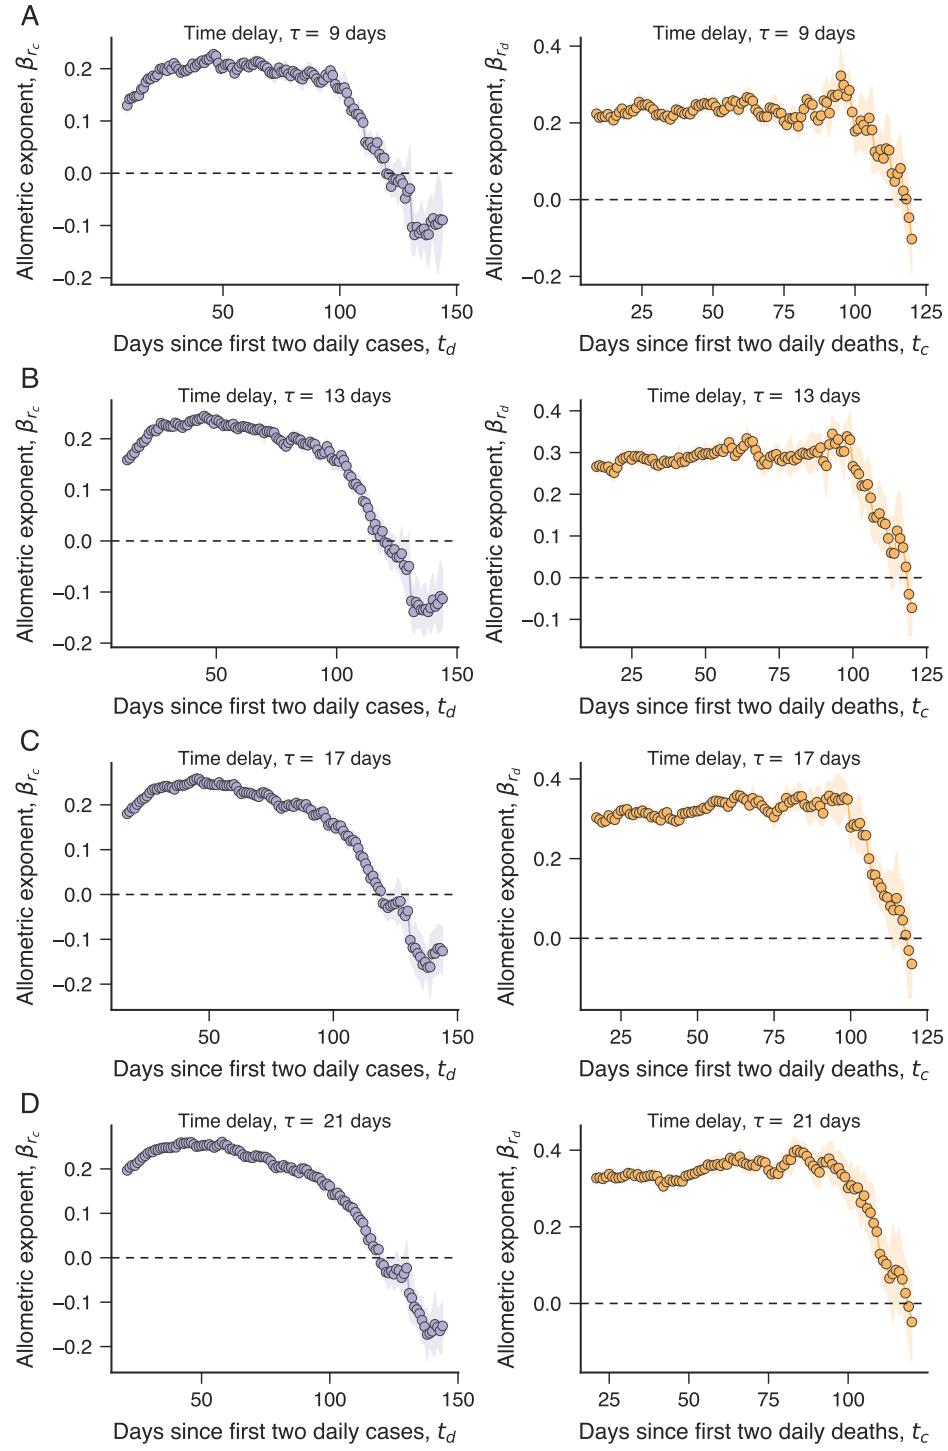 A
Time delay, τ = 9 days
Time delay, τ = 9 days
Allometric exponent, β_{r_c}
0.2
0.1
0.0
−0.1
−0.2
50
100
150
Days since first two daily cases, t_d
Allometric exponent, β_{r_d}
0.4
0.2
0.0
−0.2
25
50
75
100
125
Days since first two daily deaths, t_c
B
Time delay, τ = 13 days
Time delay, τ = 13 days
Allometric exponent, β_{r_c}
0.2
0.1
0.0
−0.1
−0.2
50
100
150
Days since first two daily cases, t_d
Allometric exponent, β_{r_d}
0.4
0.3
0.2
0.1
0.0
−0.1
25
50
75
100
125
Days since first two daily deaths, t_c
C
Time delay, τ = 17 days
Time delay, τ = 17 days
Allometric exponent, β_{r_c}
0.2
0.1
0.0
−0.1
−0.2
50
100
150
Days since first two daily cases, t_d
Allometric exponent, β_{r_d}
0.4
0.2
0.0
25
50
75
100
125
Days since first two daily deaths, t_c
D
Time delay, τ = 21 days
Time delay, τ = 21 days
Allometric exponent, β_{r_c}
0.2
0.1
0.0
−0.1
−0.2
50
100
150
Days since first two daily cases, t_d
Allometric exponent, β_{r_d}
0.4
0.2
0.0
25
50
75
100
Days since first two daily deaths, t_c